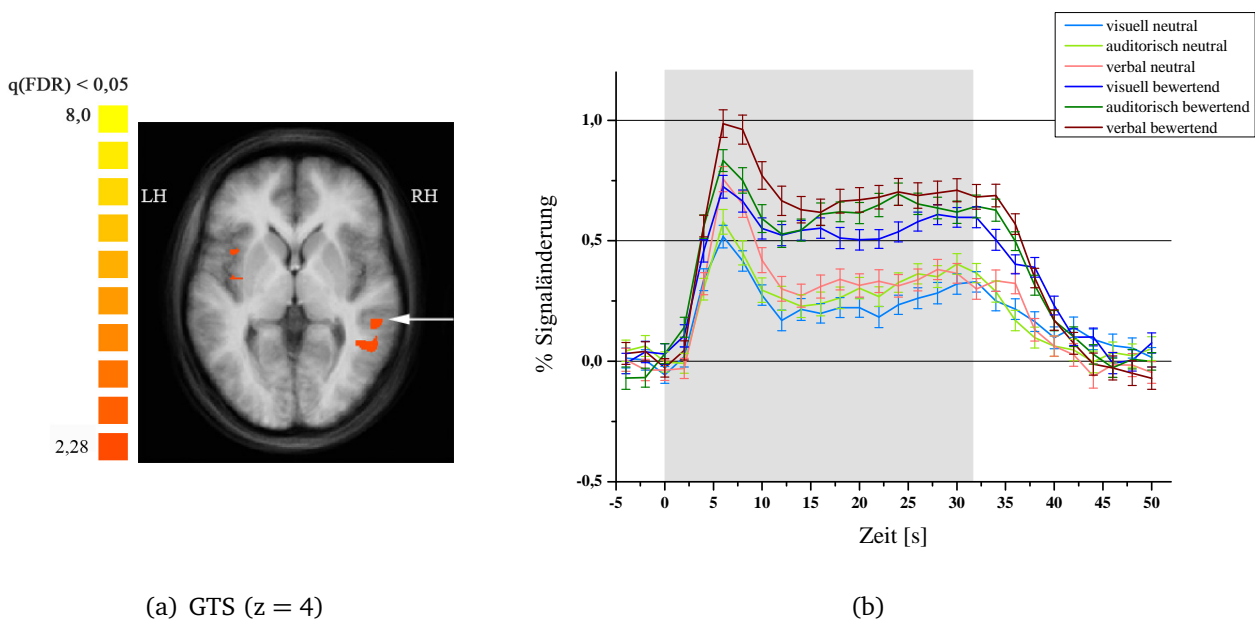 q(FDR) < 0,05
8,0
2,28
LH
RH
visuell neutral
auditorisch neutral
verbal neutral
visuell bewertend
auditorisch bewertend
verbal bewertend
% Signaländerung
1,0
0,5
0,0
-0,5
-5 0 5 10 15 20 25 30 35 40 45 50
Zeit [s]
(a) GTS (z = 4)
(b)